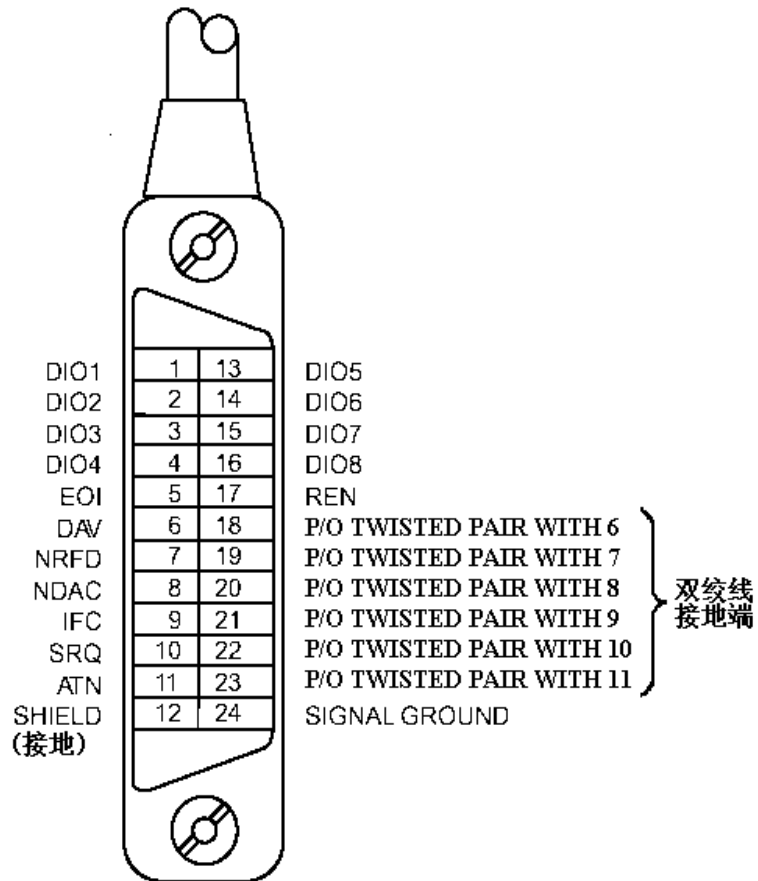 DIO1 1 13 DIO5
DIO2 2 14 DIO6
DIO3 3 15 DIO7
DIO4 4 16 DIO8
EOI 5 17 REN
DAV 6 18 P/O TWISTED PAIR WITH 6
NRFD 7 19 P/O TWISTED PAIR WITH 7
NDAC 8 20 P/O TWISTED PAIR WITH 8
IFC 9 21 P/O TWISTED PAIR WITH 9
SRQ 10 22 P/O TWISTED PAIR WITH 10
ATN 11 23 P/O TWISTED PAIR WITH 11
SHIELD 12 24 SIGNAL GROUND
(接地)
双绞线
接地端